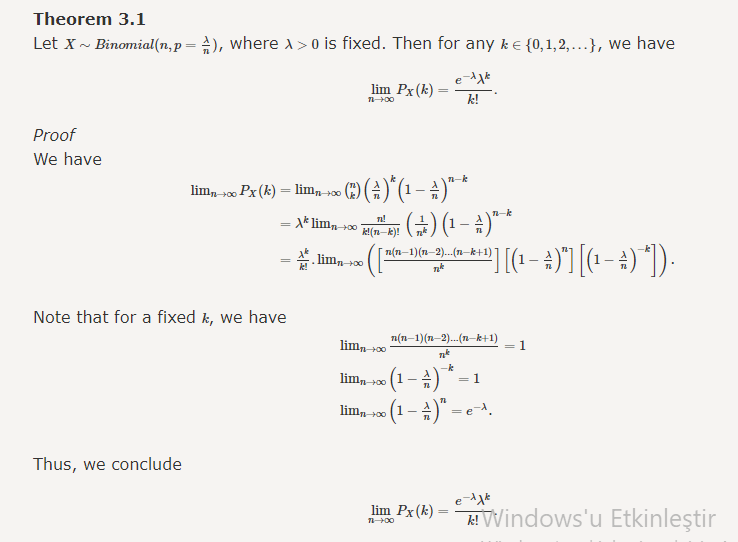 Theorem 3.1
Let X ∼ Binomial(n, p = λ/n), where λ > 0 is fixed. Then for any k ∈ {0, 1, 2, …}, we have
lim_{n→∞} P_X(k) = e^{−λ}λ^k / k!.
Proof
We have
lim_{n→∞} P_X(k) = lim_{n→∞} (n choose k) (λ/n)^k (1 − λ/n)^{n−k}
= λ^k lim_{n→∞} n!/(k!(n−k)!) (1/n^k) (1 − λ/n)^{n−k}
= λ^k/k! . lim_{n→∞} ([n(n−1)(n−2)...(n−k+1)/n^k] [(1 − λ/n)^n] [(1 − λ/n)^{−k}]).
Note that for a fixed k, we have
lim_{n→∞} n(n−1)(n−2)...(n−k+1)/n^k = 1
lim_{n→∞} (1 − λ/n)^{−k} = 1
lim_{n→∞} (1 − λ/n)^n = e^{−λ}.
Thus, we conclude
lim_{n→∞} P_X(k) = e^{−λ}λ^k / k!.
Windows'u Etkinleştir